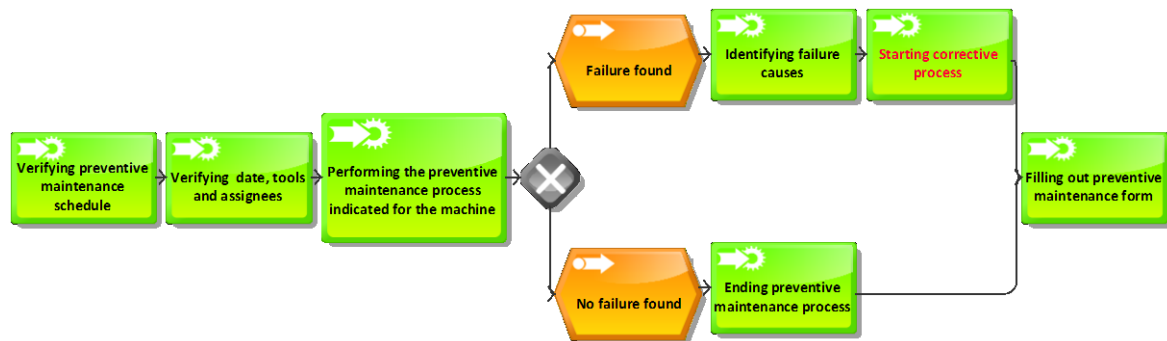 Verifying preventive
maintenance
schedule
Verifying date, tools
and assignees
Performing the preventive
maintenance process
indicated for the machine
Failure found
Identifying failure
causes
Starting corrective
process
No failure found
Ending preventive
maintenance process
Filling out preventive
maintenance form